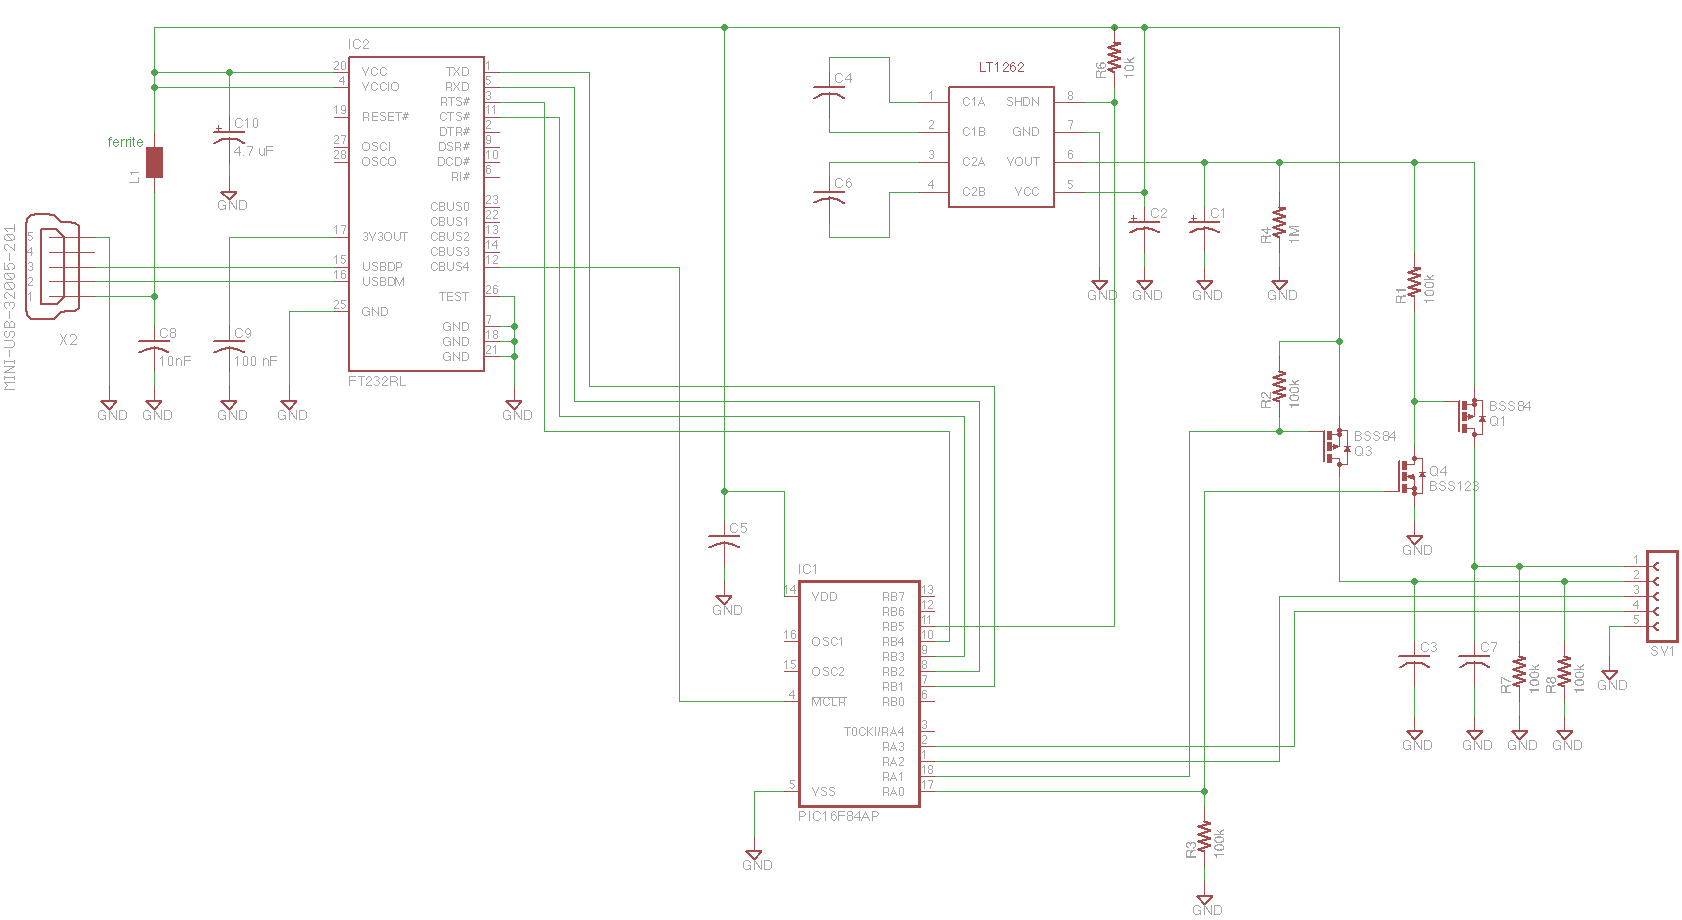 IC2
20 VCC TXD 1
4 VCCIO RXD 5
RTS# 3
19 RESET# CTS# 11
DTR# 2
27 OSCI DSR# 9
28 OSCO DCD# 10
RI# 6
CBUS0 23
CBUS1 22
17 3V3OUT CBUS2 13
CBUS3 14
15 USBDP CBUS4 12
16 USBDM
TEST 26
25 GND
GND 7
GND 18
GND 21
FT232RL
ferrite
L1
C10
4.7 uF
GND
MINI-USB-32005-201
5
4
3
2
1
X2
C8
10nF
C9
100 nF
GND
GND
GND
GND
GND
C4
C6
LT1262
1 C1A SHDN 8
2 C1B GND 7
3 C2A VOUT 6
4 C2B VCC 5
R6
10k
C2
C1
R4
1M
GND
GND
GND
GND
R1
100k
R2
100k
BSS84
Q3
BSS84
Q1
Q4
BSS123
GND
C5
GND
IC1
14 VDD RB7 13
RB6 12
RB5 11
16 OSC1 RB4 10
RB3 9
15 OSC2 RB2 8
RB1 7
4 MCLR RB0 6
T0CKI/RA4 3
RA3 2
RA2 1
RA1 18
5 VSS RA0 17
PIC16F84AP
GND
R3
100k
GND
1
2
3
4
5
SV1
C3
C7
R7
100k
R8
100k
GND
GND
GND
GND
GND